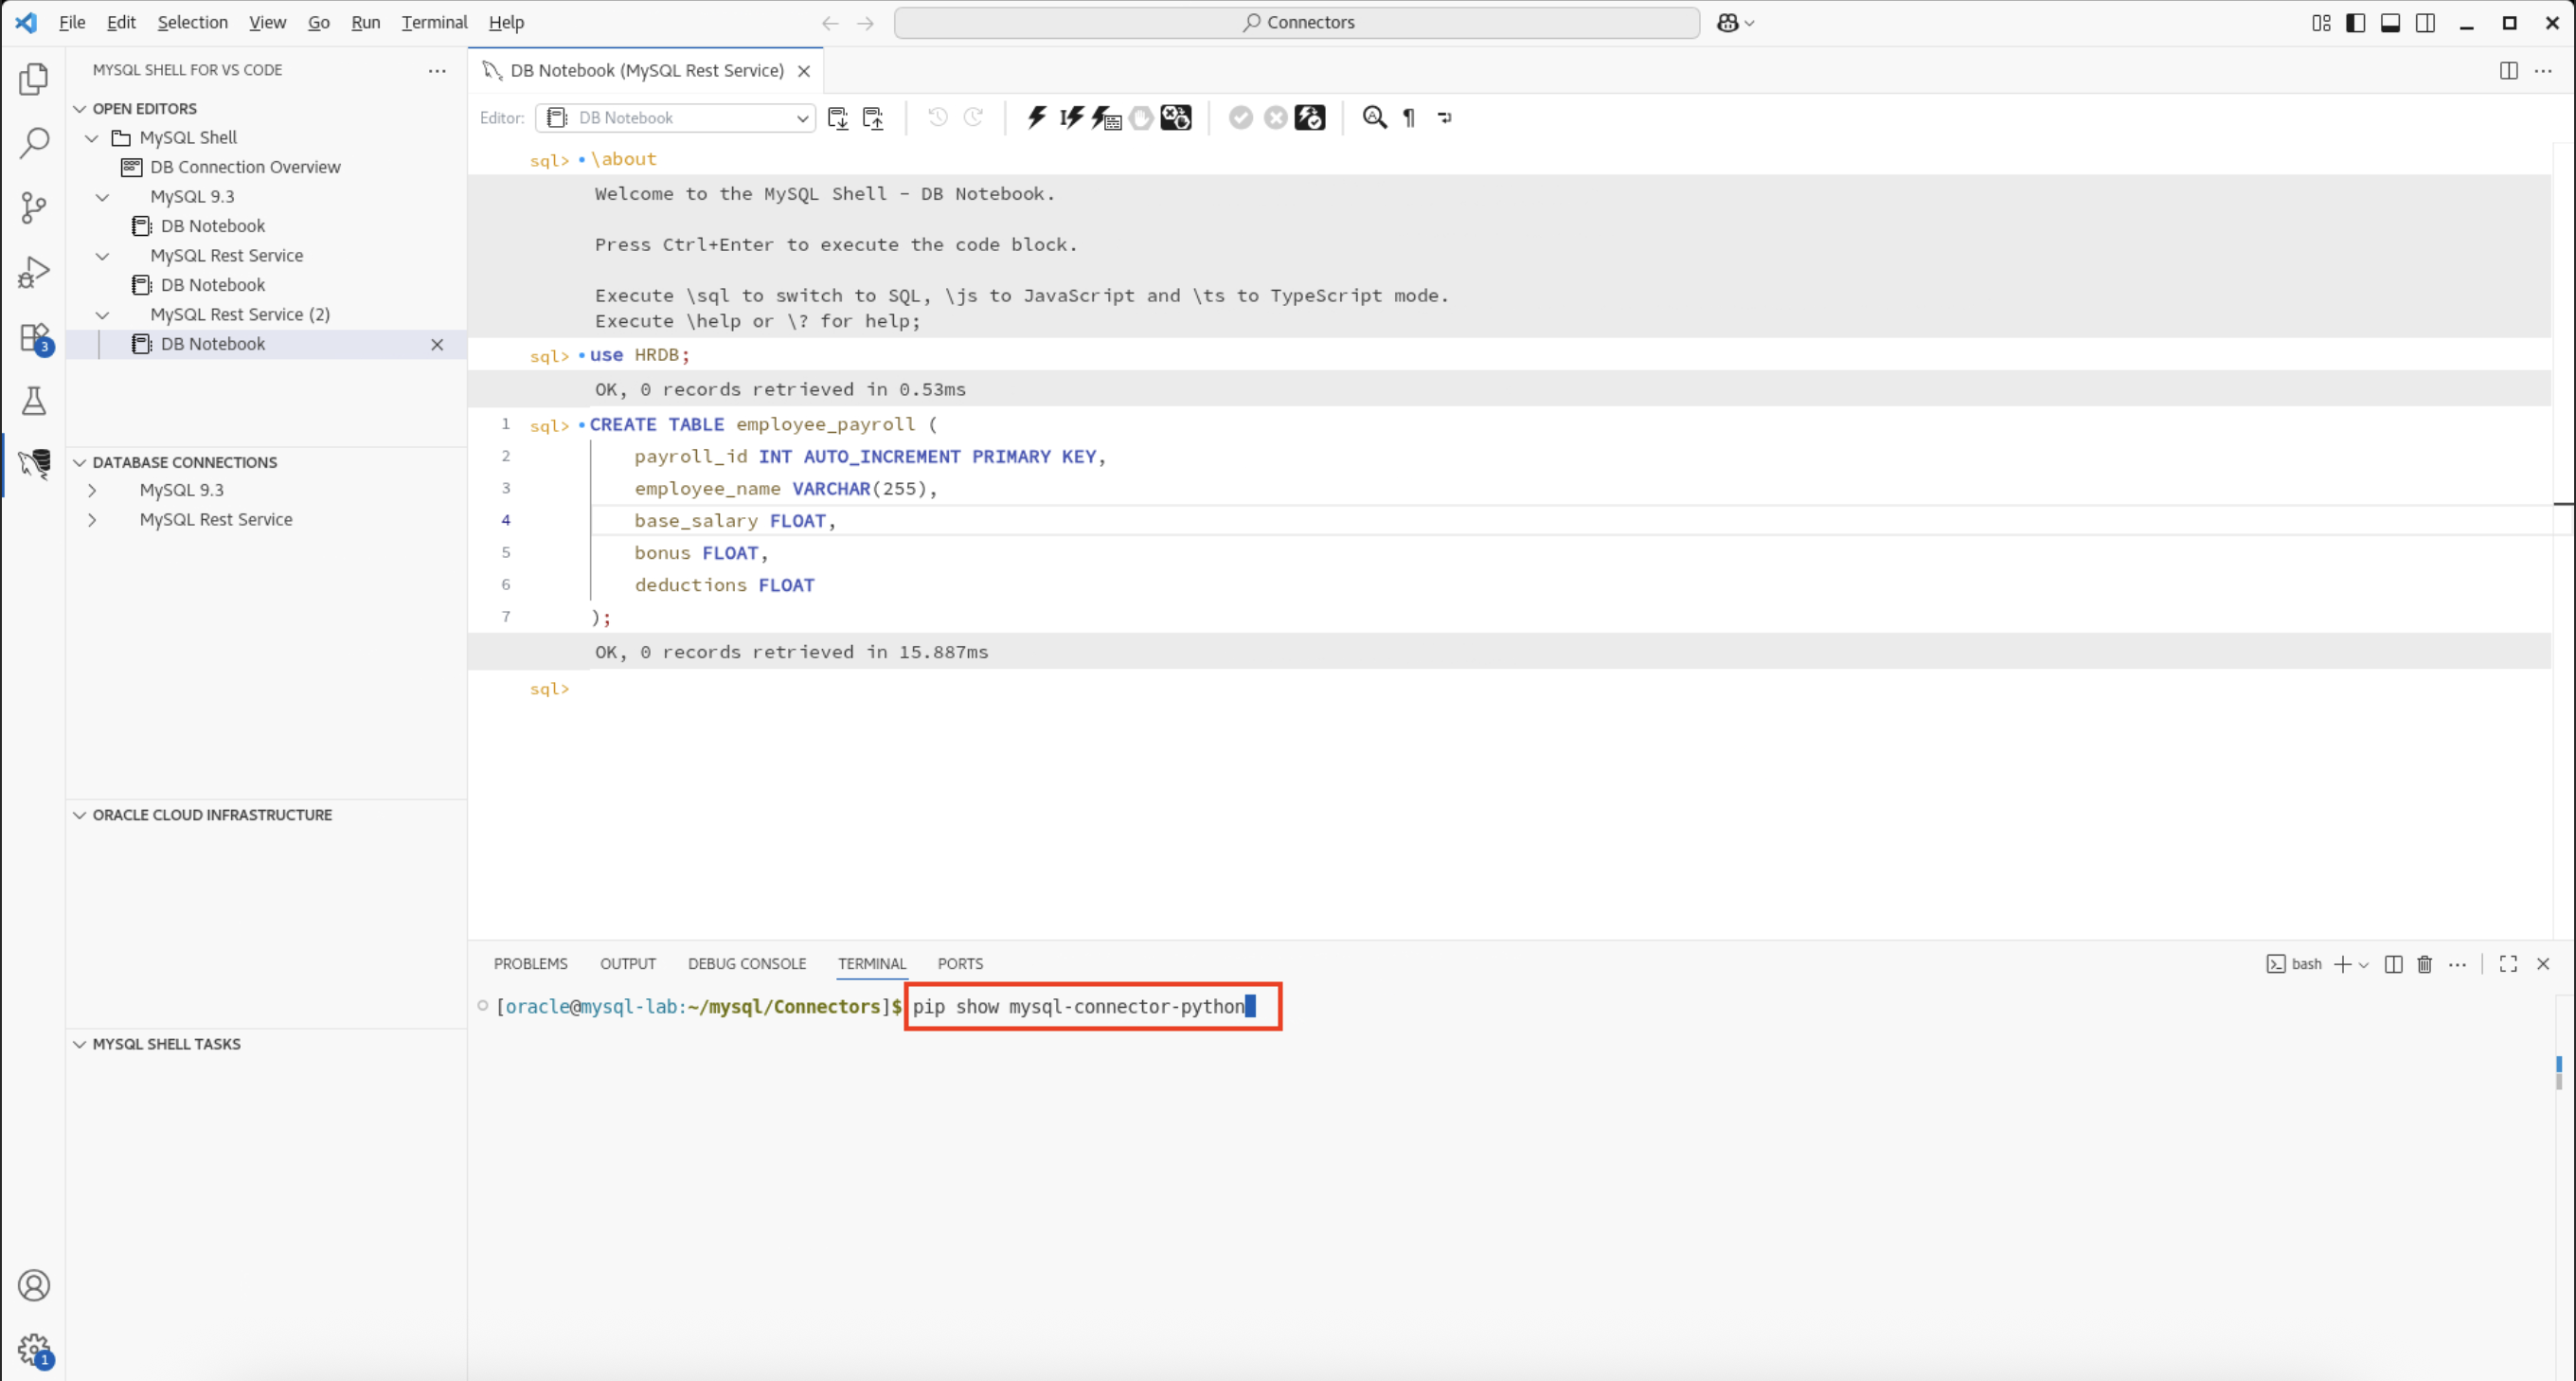 File Edit Selection View Go Run Terminal Help
Connectors
MYSQL SHELL FOR VS CODE
OPEN EDITORS
MySQL Shell
DB Connection Overview
MySQL 9.3
DB Notebook
MySQL Rest Service
DB Notebook
MySQL Rest Service (2)
DB Notebook
DATABASE CONNECTIONS
MySQL 9.3
MySQL Rest Service
ORACLE CLOUD INFRASTRUCTURE
MYSQL SHELL TASKS
3
1
DB Notebook (MySQL Rest Service)
Editor: DB Notebook
sql> \about
Welcome to the MySQL Shell - DB Notebook.
Press Ctrl+Enter to execute the code block.
Execute \sql to switch to SQL, \js to JavaScript and \ts to TypeScript mode.
Execute \help or \? for help;
sql> use HRDB;
OK, 0 records retrieved in 0.53ms
1 sql> CREATE TABLE employee_payroll (
2 payroll_id INT AUTO_INCREMENT PRIMARY KEY,
3 employee_name VARCHAR(255),
4 base_salary FLOAT,
5 bonus FLOAT,
6 deductions FLOAT
7 );
OK, 0 records retrieved in 15.887ms
sql>
PROBLEMS OUTPUT DEBUG CONSOLE TERMINAL PORTS
bash
[oracle@mysql-lab:~/mysql/Connectors]$ pip show mysql-connector-python